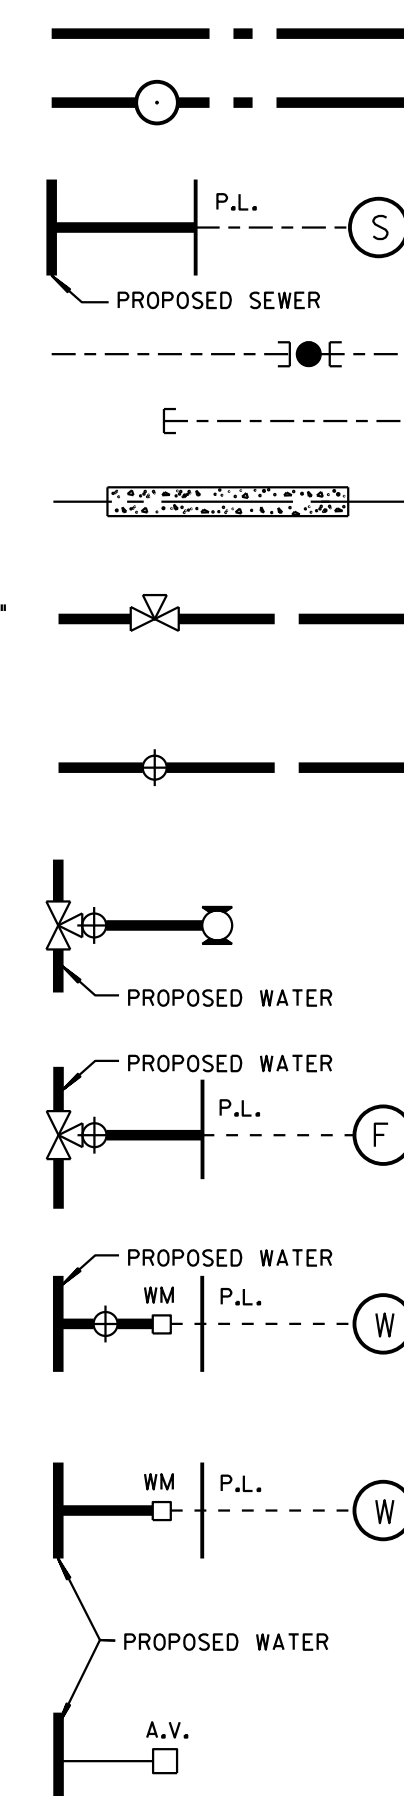 P.L.
S
PROPOSED SEWER
"
PROPOSED WATER
PROPOSED WATER
P.L.
F
PROPOSED WATER
WM P.L.
W
WM P.L.
W
PROPOSED WATER
A.V.